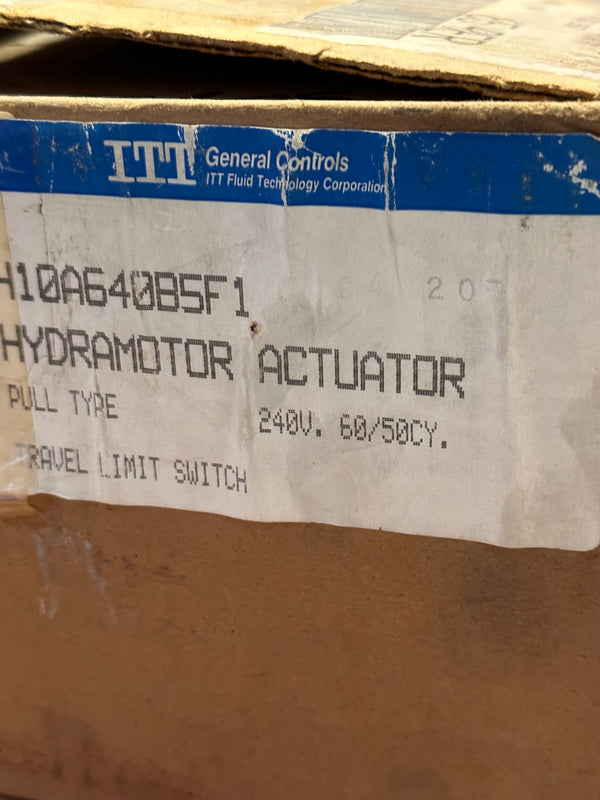 ITT General Controls
ITT Fluid Technology Corporation
H10A640B5F1
HYDRAMOTOR ACTUATOR
PULL TYPE 240V. 60/50CY.
TRAVEL LIMIT SWITCH